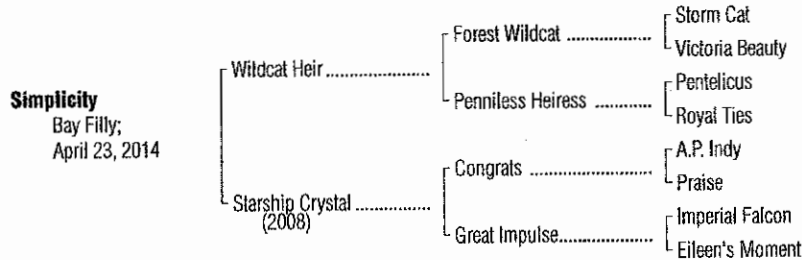 Simplicity
Bay Filly;
April 23, 2014
Wildcat Heir
Starship Crystal
(2008)
Forest Wildcat
Penniless Heiress
Congrats
Great Impulse
Storm Cat
Victoria Beauty
Pentelicus
Royal Ties
A.P. Indy
Praise
Imperial Falcon
Eileen's Moment